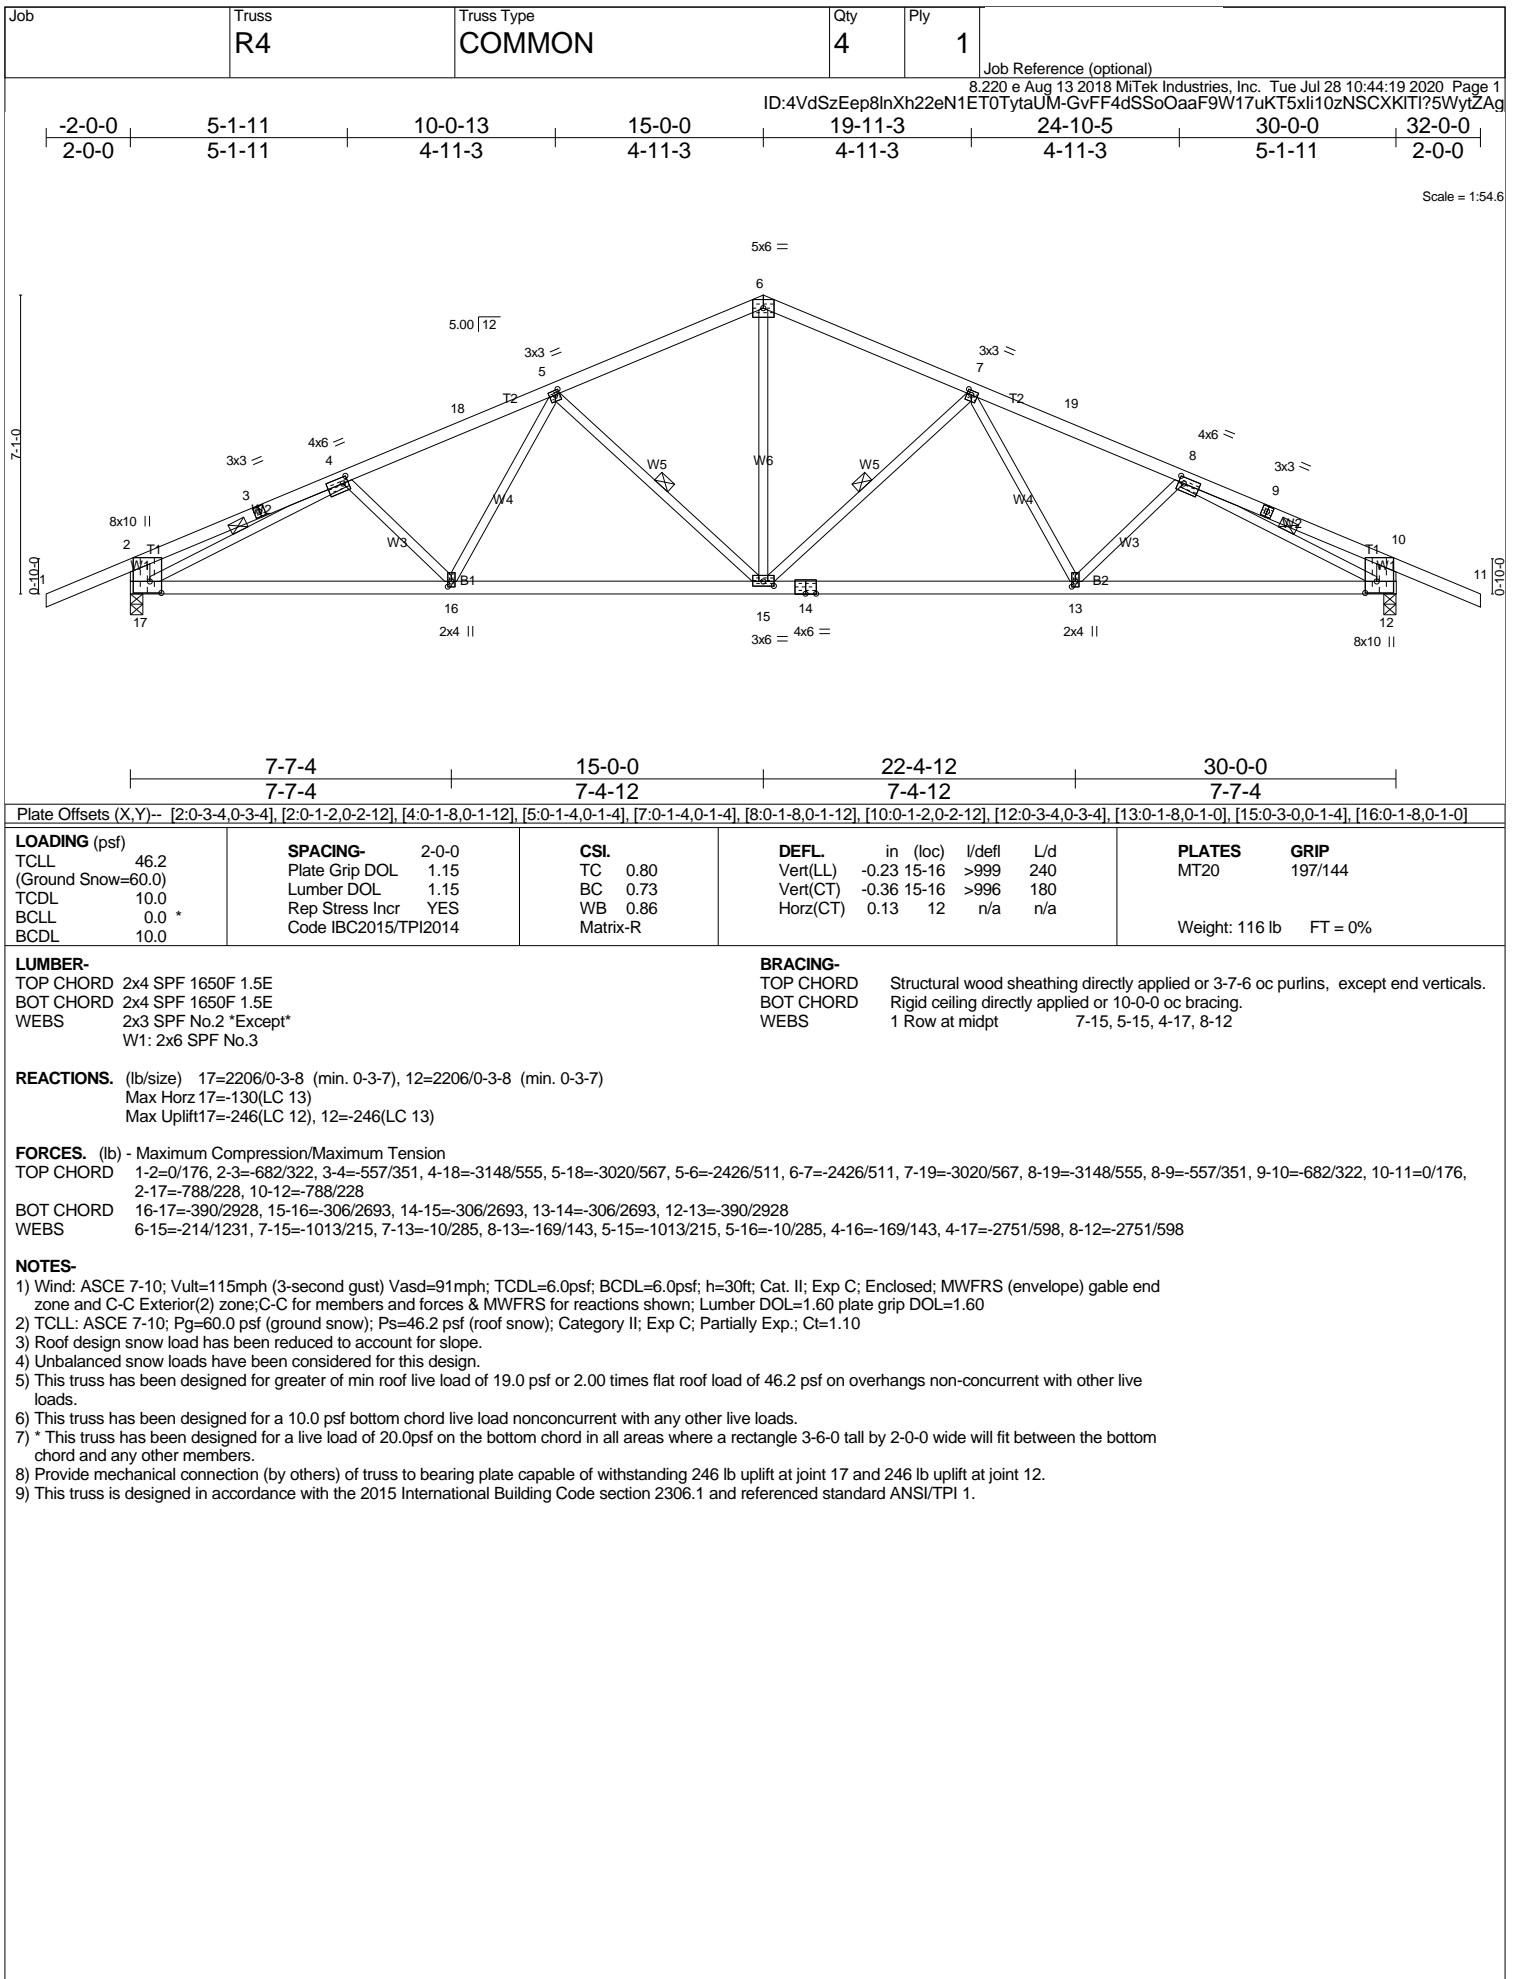 Job
Truss
R4
Truss Type
COMMON
Qty
4
Ply
1
Job Reference (optional)
8.220 e Aug 13 2018 MiTek Industries, Inc. Tue Jul 28 10:44:19 2020 Page 1
-2-0-0 5-1-11 10-0-13 15-0-0 19-11-3 24-10-5 30-0-0 32-0-0
2-0-0 5-1-11 4-11-3 4-11-3 4-11-3 4-11-3 5-1-11 2-0-0
Scale = 1:54.6
5x6 =
6
5.00 12
3x3 =
5
3x3 =
7
T2
T2
18
19
4x6 =
4
4x6 =
8
7-1-0
3x3 =
3
3x3 =
9
W5
W6
W5
W4
W4
W2
W2
8x10 ||
2
T1
W1
W3
W3
10
T1
W1
1
0-10-0
B1
B2
11
0-10-0
17
16
15
14
13
12
2x4 ||
3x6 =
4x6 =
2x4 ||
8x10 ||
7-7-4 15-0-0 22-4-12 30-0-0
7-7-4 7-4-12 7-4-12 7-7-4
Plate Offsets (X,Y)-- [2:0-3-4,0-3-4], [2:0-1-2,0-2-12], [4:0-1-8,0-1-12], [5:0-1-4,0-1-4], [7:0-1-4,0-1-4], [8:0-1-8,0-1-12], [10:0-1-2,0-2-12], [12:0-3-4,0-3-4], [13:0-1-8,0-1-0], [15:0-3-0,0-1-4], [16:0-1-8,0-1-0]
LOADING (psf)
TCLL 46.2
(Ground Snow=60.0)
TCDL 10.0
BCLL 0.0 *
BCDL 10.0
SPACING- 2-0-0
Plate Grip DOL 1.15
Lumber DOL 1.15
Rep Stress Incr YES
Code IBC2015/TPI2014
CSI.
TC 0.80
BC 0.73
WB 0.86
Matrix-R
DEFL. in (loc) l/defl L/d
Vert(LL) -0.23 15-16 >999 240
Vert(CT) -0.36 15-16 >996 180
Horz(CT) 0.13 12 n/a n/a
PLATES GRIP
MT20 197/144
Weight: 116 lb FT = 0%
LUMBER-
TOP CHORD 2x4 SPF 1650F 1.5E
BOT CHORD 2x4 SPF 1650F 1.5E
WEBS 2x3 SPF No.2 *Except*
W1: 2x6 SPF No.3
BRACING-
TOP CHORD Structural wood sheathing directly applied or 3-7-6 oc purlins, except end verticals.
BOT CHORD Rigid ceiling directly applied or 10-0-0 oc bracing.
WEBS 1 Row at midpt 7-15, 5-15, 4-17, 8-12
REACTIONS. (lb/size) 17=2206/0-3-8 (min. 0-3-7), 12=2206/0-3-8 (min. 0-3-7)
Max Horz 17=-130(LC 13)
Max Uplift17=-246(LC 12), 12=-246(LC 13)
FORCES. (lb) - Maximum Compression/Maximum Tension
TOP CHORD 1-2=0/176, 2-3=-682/322, 3-4=-557/351, 4-18=-3148/555, 5-18=-3020/567, 5-6=-2426/511, 6-7=-2426/511, 7-19=-3020/567, 8-19=-3148/555, 8-9=-557/351, 9-10=-682/322, 10-11=0/176,
2-17=-788/228, 10-12=-788/228
BOT CHORD 16-17=-390/2928, 15-16=-306/2693, 14-15=-306/2693, 13-14=-306/2693, 12-13=-390/2928
WEBS 6-15=-214/1231, 7-15=-1013/215, 7-13=-10/285, 8-13=-169/143, 5-15=-1013/215, 5-16=-10/285, 4-16=-169/143, 4-17=-2751/598, 8-12=-2751/598
NOTES-
1) Wind: ASCE 7-10; Vult=115mph (3-second gust) Vasd=91mph; TCDL=6.0psf; BCDL=6.0psf; h=30ft; Cat. II; Exp C; Enclosed; MWFRS (envelope) gable end
zone and C-C Exterior(2) zone;C-C for members and forces & MWFRS for reactions shown; Lumber DOL=1.60 plate grip DOL=1.60
2) TCLL: ASCE 7-10; Pg=60.0 psf (ground snow); Ps=46.2 psf (roof snow); Category II; Exp C; Partially Exp.; Ct=1.10
3) Roof design snow load has been reduced to account for slope.
4) Unbalanced snow loads have been considered for this design.
5) This truss has been designed for greater of min roof live load of 19.0 psf or 2.00 times flat roof load of 46.2 psf on overhangs non-concurrent with other live
loads.
6) This truss has been designed for a 10.0 psf bottom chord live load nonconcurrent with any other live loads.
7) * This truss has been designed for a live load of 20.0psf on the bottom chord in all areas where a rectangle 3-6-0 tall by 2-0-0 wide will fit between the bottom
chord and any other members.
8) Provide mechanical connection (by others) of truss to bearing plate capable of withstanding 246 lb uplift at joint 17 and 246 lb uplift at joint 12.
9) This truss is designed in accordance with the 2015 International Building Code section 2306.1 and referenced standard ANSI/TPI 1.